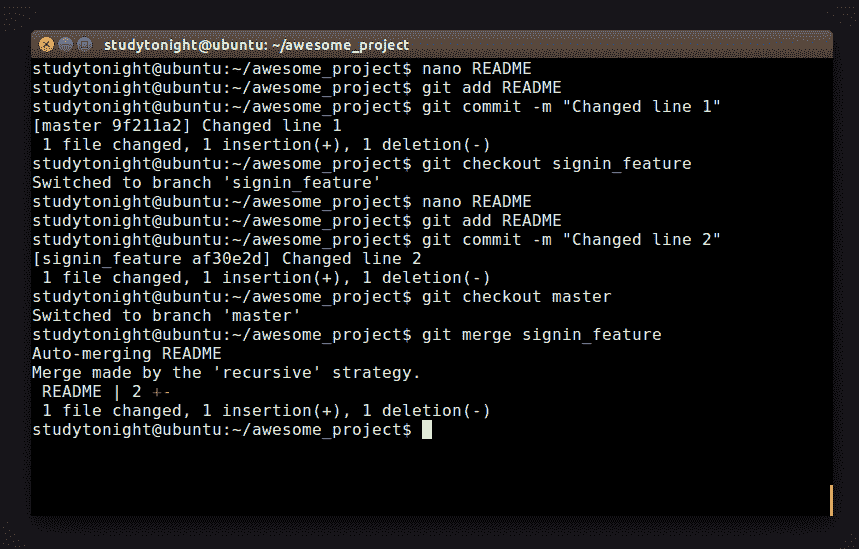 studytonight@ubuntu: ~/awesome_project
studytonight@ubuntu:~/awesome_project$ nano README
studytonight@ubuntu:~/awesome_project$ git add README
studytonight@ubuntu:~/awesome_project$ git commit -m "Changed line 1"
[master 9f211a2] Changed line 1
 1 file changed, 1 insertion(+), 1 deletion(-)
studytonight@ubuntu:~/awesome_project$ git checkout signin_feature
Switched to branch 'signin_feature'
studytonight@ubuntu:~/awesome_project$ nano README
studytonight@ubuntu:~/awesome_project$ git add README
studytonight@ubuntu:~/awesome_project$ git commit -m "Changed line 2"
[signin_feature af30e2d] Changed line 2
 1 file changed, 1 insertion(+), 1 deletion(-)
studytonight@ubuntu:~/awesome_project$ git checkout master
Switched to branch 'master'
studytonight@ubuntu:~/awesome_project$ git merge signin_feature
Auto-merging README
Merge made by the 'recursive' strategy.
 README | 2 +-
 1 file changed, 1 insertion(+), 1 deletion(-)
studytonight@ubuntu:~/awesome_project$